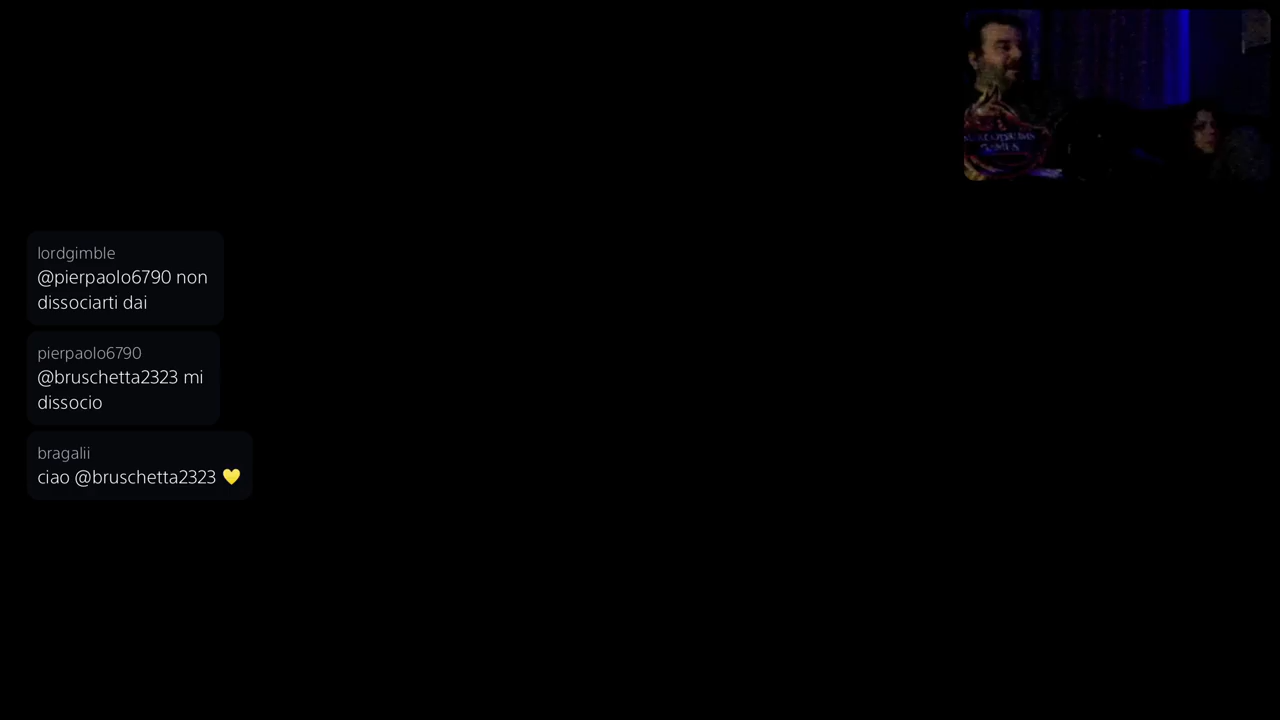 lordgimble
@pierpaolo6790 non
dissociarti dai
pierpaolo6790
@bruschetta2323 mi
dissocio
bragalii
ciao @bruschetta2323 💛